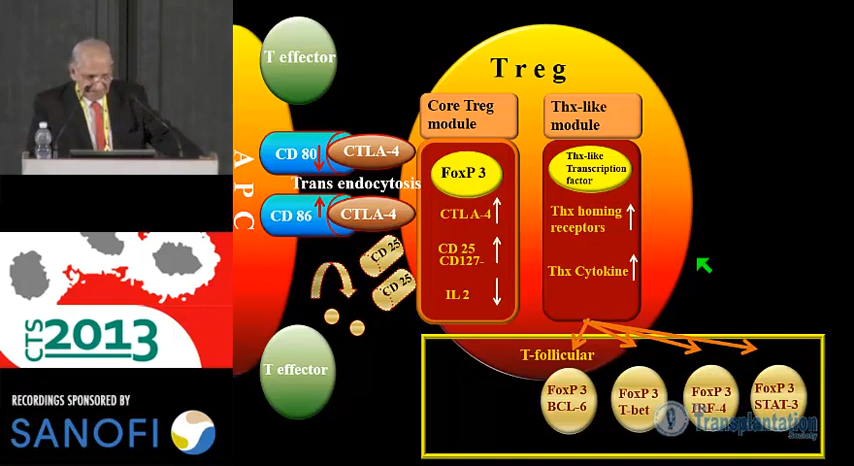 T effector
Treg
Core Treg
module
Thx-like
module
APC
CD 80
CTLA-4
Trans endocytosis
CD 86
CTLA-4
CD 25
CD 25
FoxP 3
CTLA-4
CD 25
CD127-
IL 2
Thx-like
Transcription
factor
Thx homing
receptors
Thx Cytokine
T effector
T-follicular
FoxP 3
BCL-6
FoxP 3
T-bet
FoxP 3
IRF-4
FoxP 3
STAT-3
Transplantation
Society
CTS
2013
RECORDINGS SPONSORED BY
SANOFI